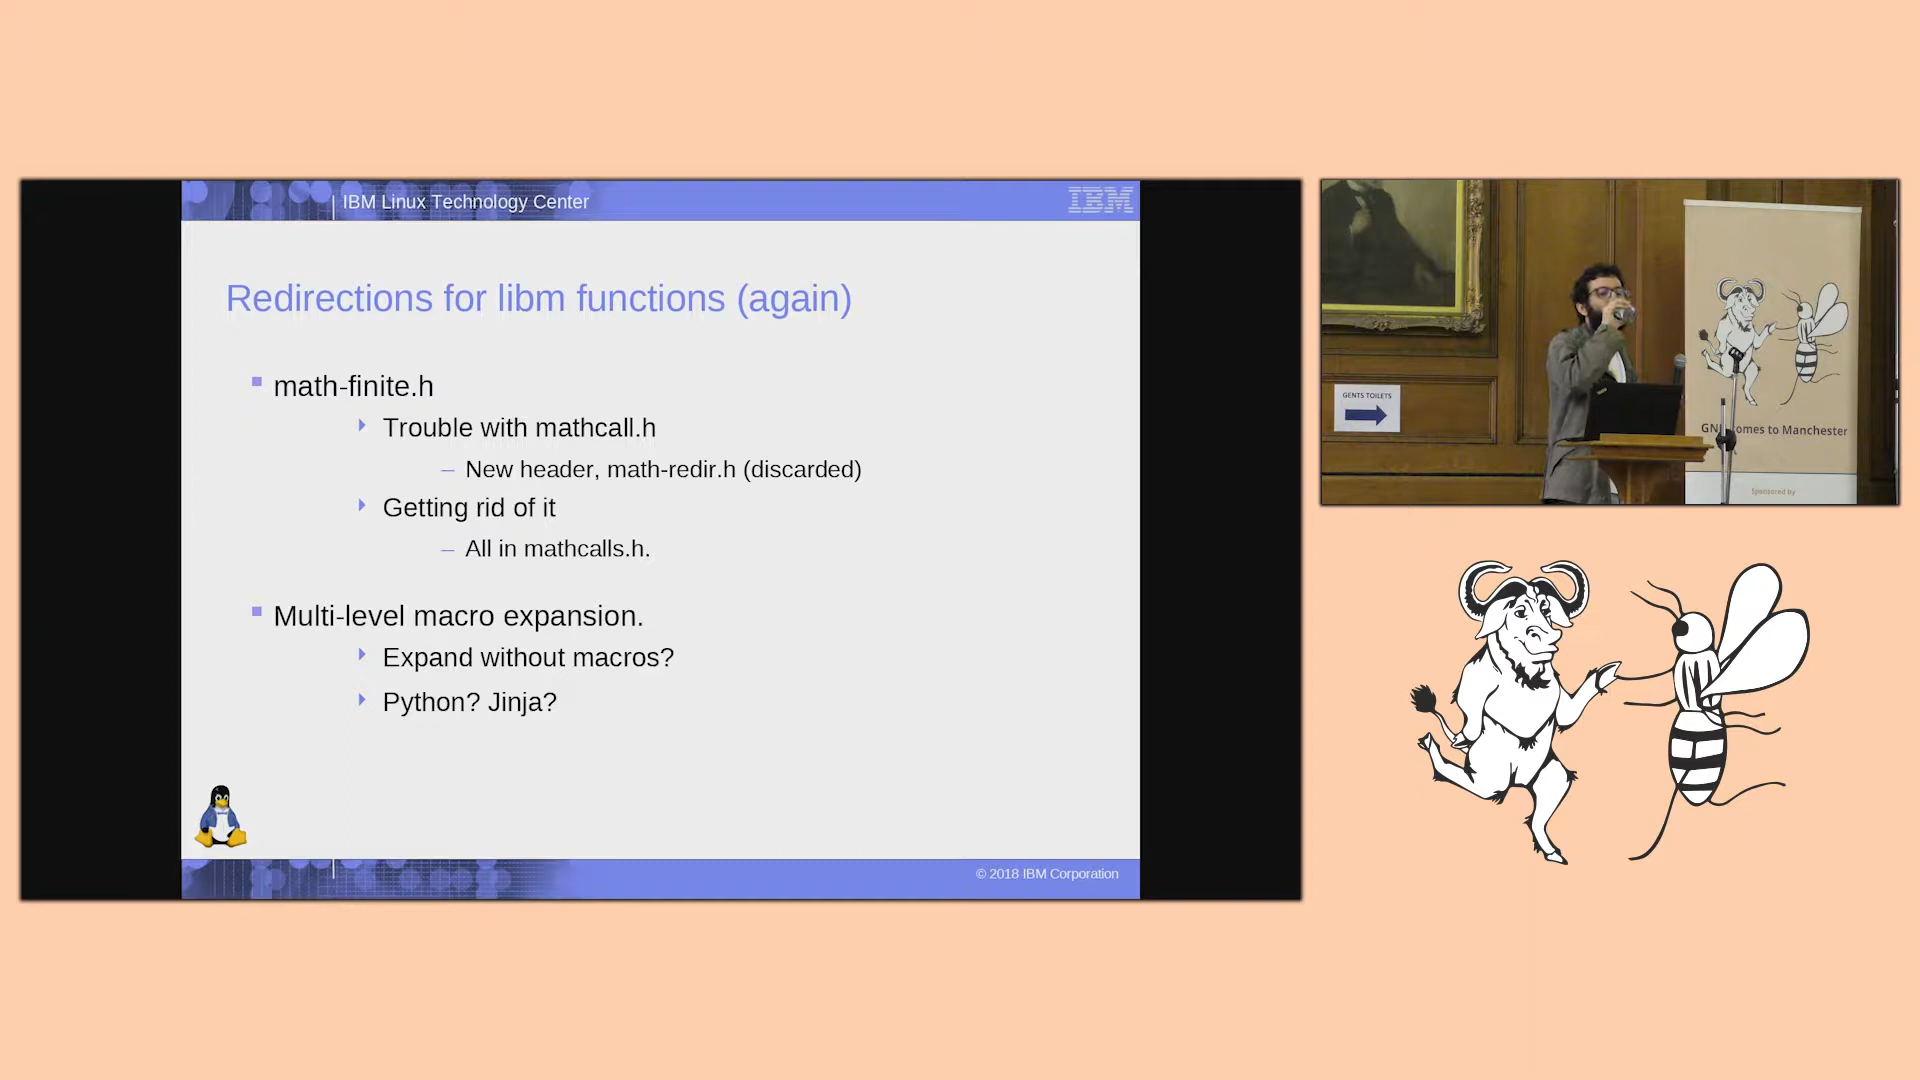 IBM Linux Technology Center
IBM
Redirections for libm functions (again)
math-finite.h
Trouble with mathcall.h
– New header, math-redir.h (discarded)
Getting rid of it
– All in mathcalls.h.
Multi-level macro expansion.
Expand without macros?
Python? Jinja?
© 2018 IBM Corporation
GENTS TOILETS
omes to Manchester
Sponsored by